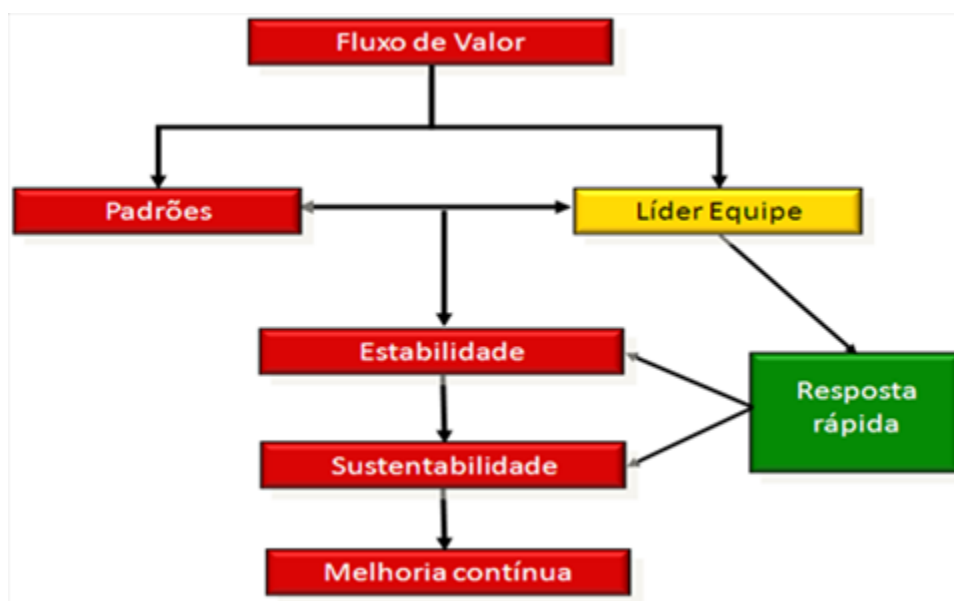 Fluxo de Valor
Padrões
Líder Equipe
Estabilidade
Resposta
rápida
Sustentabilidade
Melhoria contínua